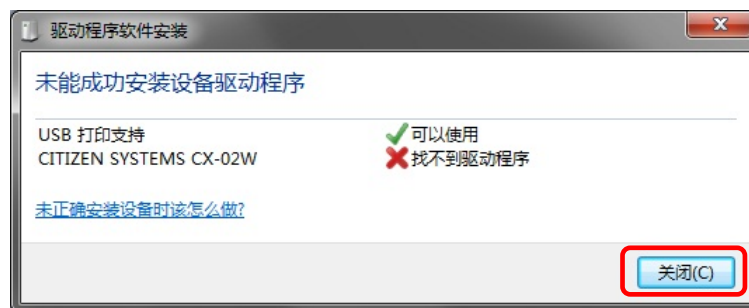 驱动程序软件安装
未能成功安装设备驱动程序
USB 打印支持 可以使用
CITIZEN SYSTEMS CX-02W 找不到驱动程序
未正确安装设备时该怎么做?
关闭(C)